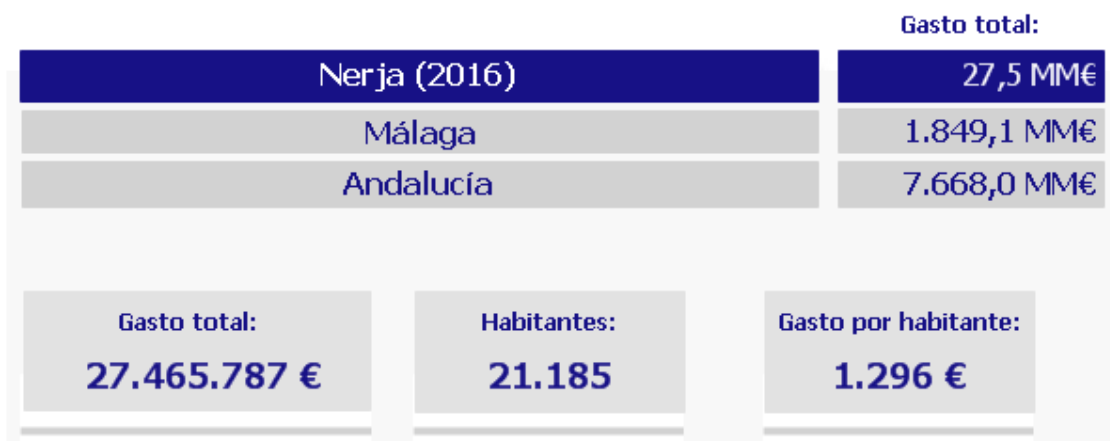 Gasto total:
Nerja (2016) 27,5 MM€
Málaga 1.849,1 MM€
Andalucía 7.668,0 MM€
Gasto total: Habitantes: Gasto por habitante:
27.465.787 € 21.185 1.296 €